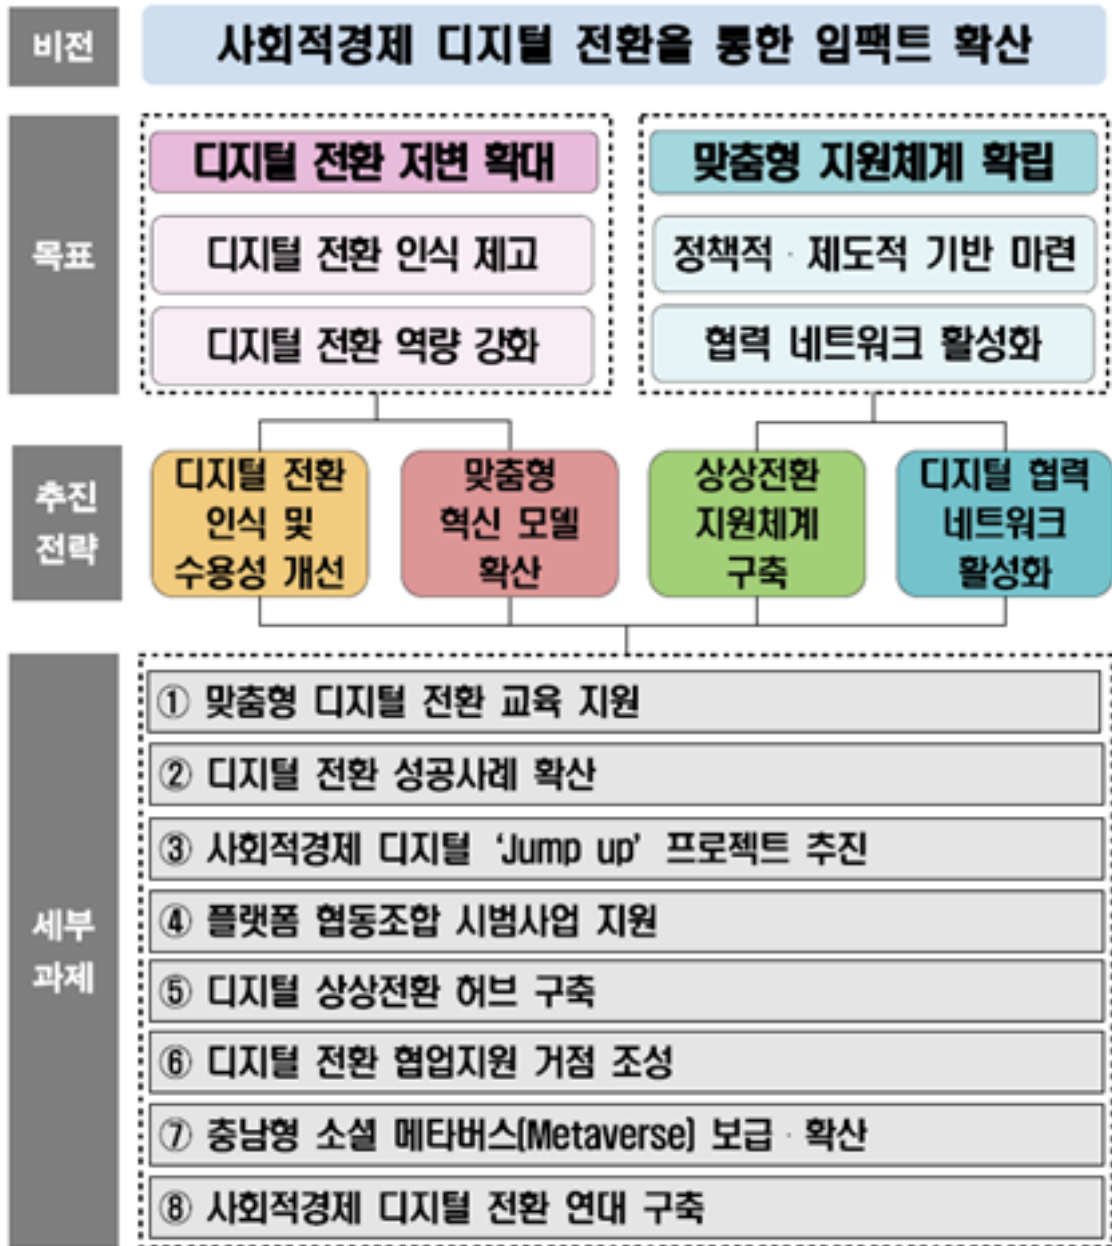 비전
사회적경제 디지털 전환을 통한 임팩트 확산
목표
디지털 전환 저변 확대
디지털 전환 인식 제고
디지털 전환 역량 강화
맞춤형 지원체계 확립
정책적 · 제도적 기반 마련
협력 네트워크 활성화
추진
전략
디지털 전환
인식 및
수용성 개선
맞춤형
혁신 모델
확산
상상전환
지원체계
구축
디지털 협력
네트워크
활성화
세부
과제
① 맞춤형 디지털 전환 교육 지원
② 디지털 전환 성공사례 확산
③ 사회적경제 디지털 ‘Jump up’ 프로젝트 추진
④ 플랫폼 협동조합 시범사업 지원
⑤ 디지털 상상전환 허브 구축
⑥ 디지털 전환 협업지원 거점 조성
⑦ 충남형 소셜 메타버스(Metaverse) 보급 · 확산
⑧ 사회적경제 디지털 전환 연대 구축